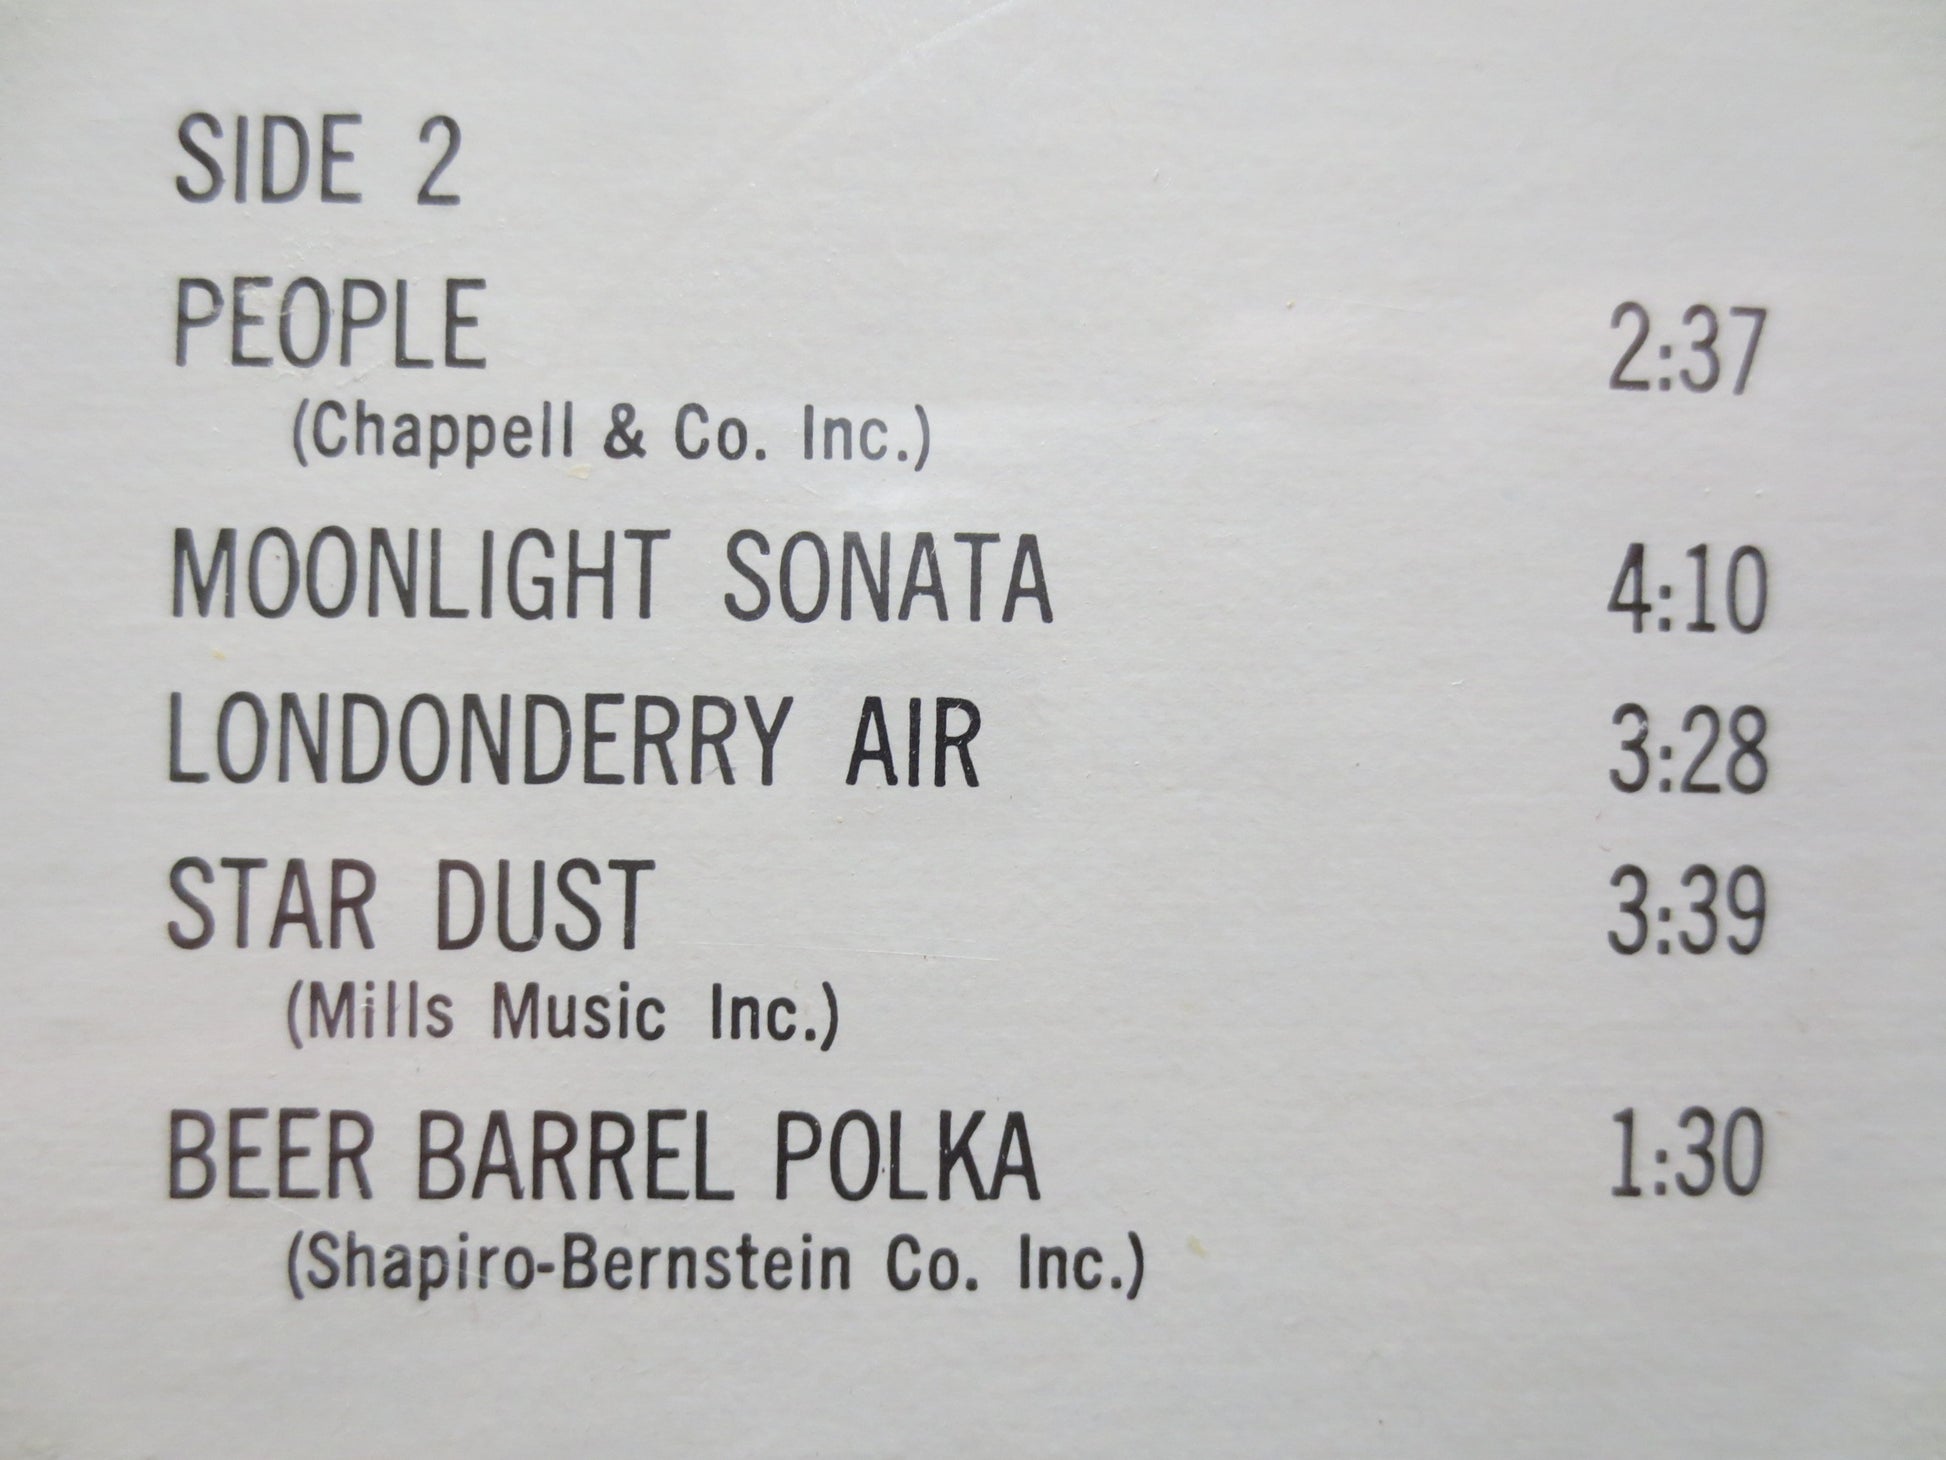 SIDE 2
PEOPLE 2:37
(Chappell & Co. Inc.)
MOONLIGHT SONATA 4:10
LONDONDERRY AIR 3:28
STAR DUST 3:39
(Mills Music Inc.)
BEER BARREL POLKA 1:30
(Shapiro-Bernstein Co. Inc.)